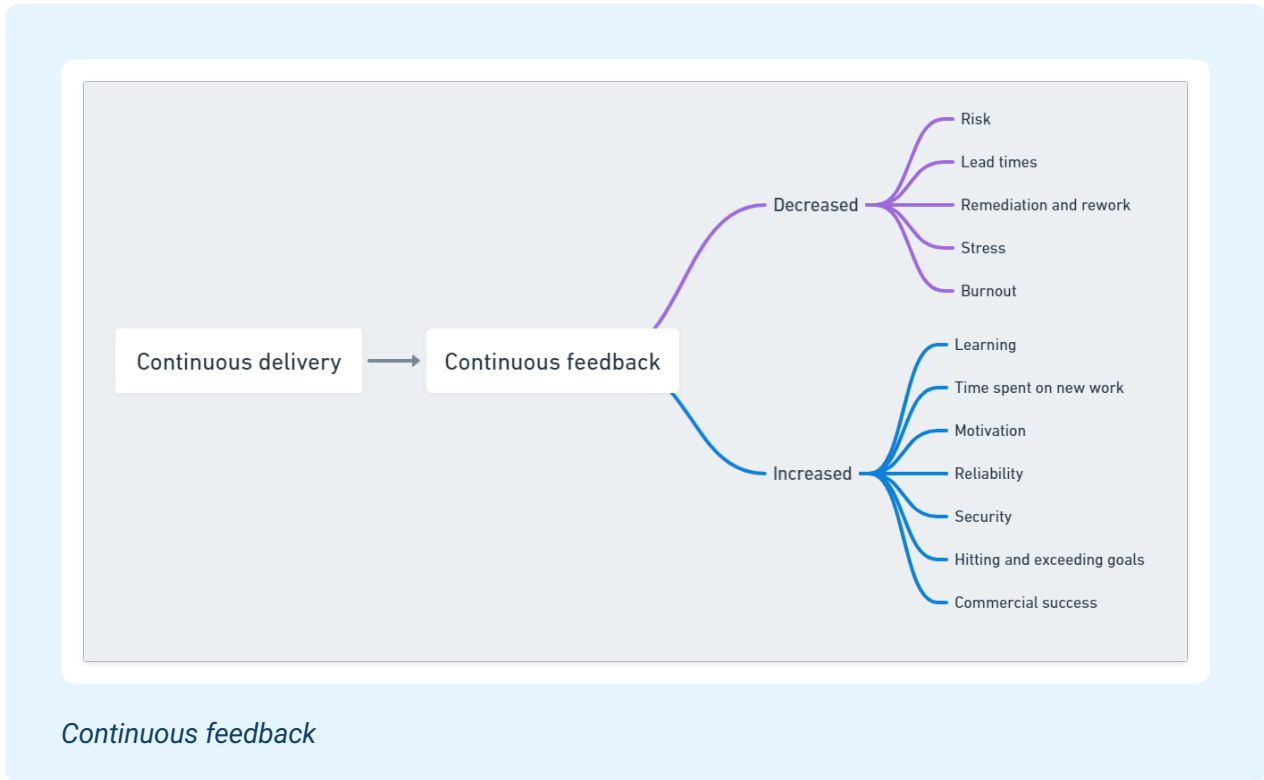 Continuous delivery
Continuous feedback
Decreased
Risk
Lead times
Remediation and rework
Stress
Burnout
Increased
Learning
Time spent on new work
Motivation
Reliability
Security
Hitting and exceeding goals
Commercial success
Continuous feedback